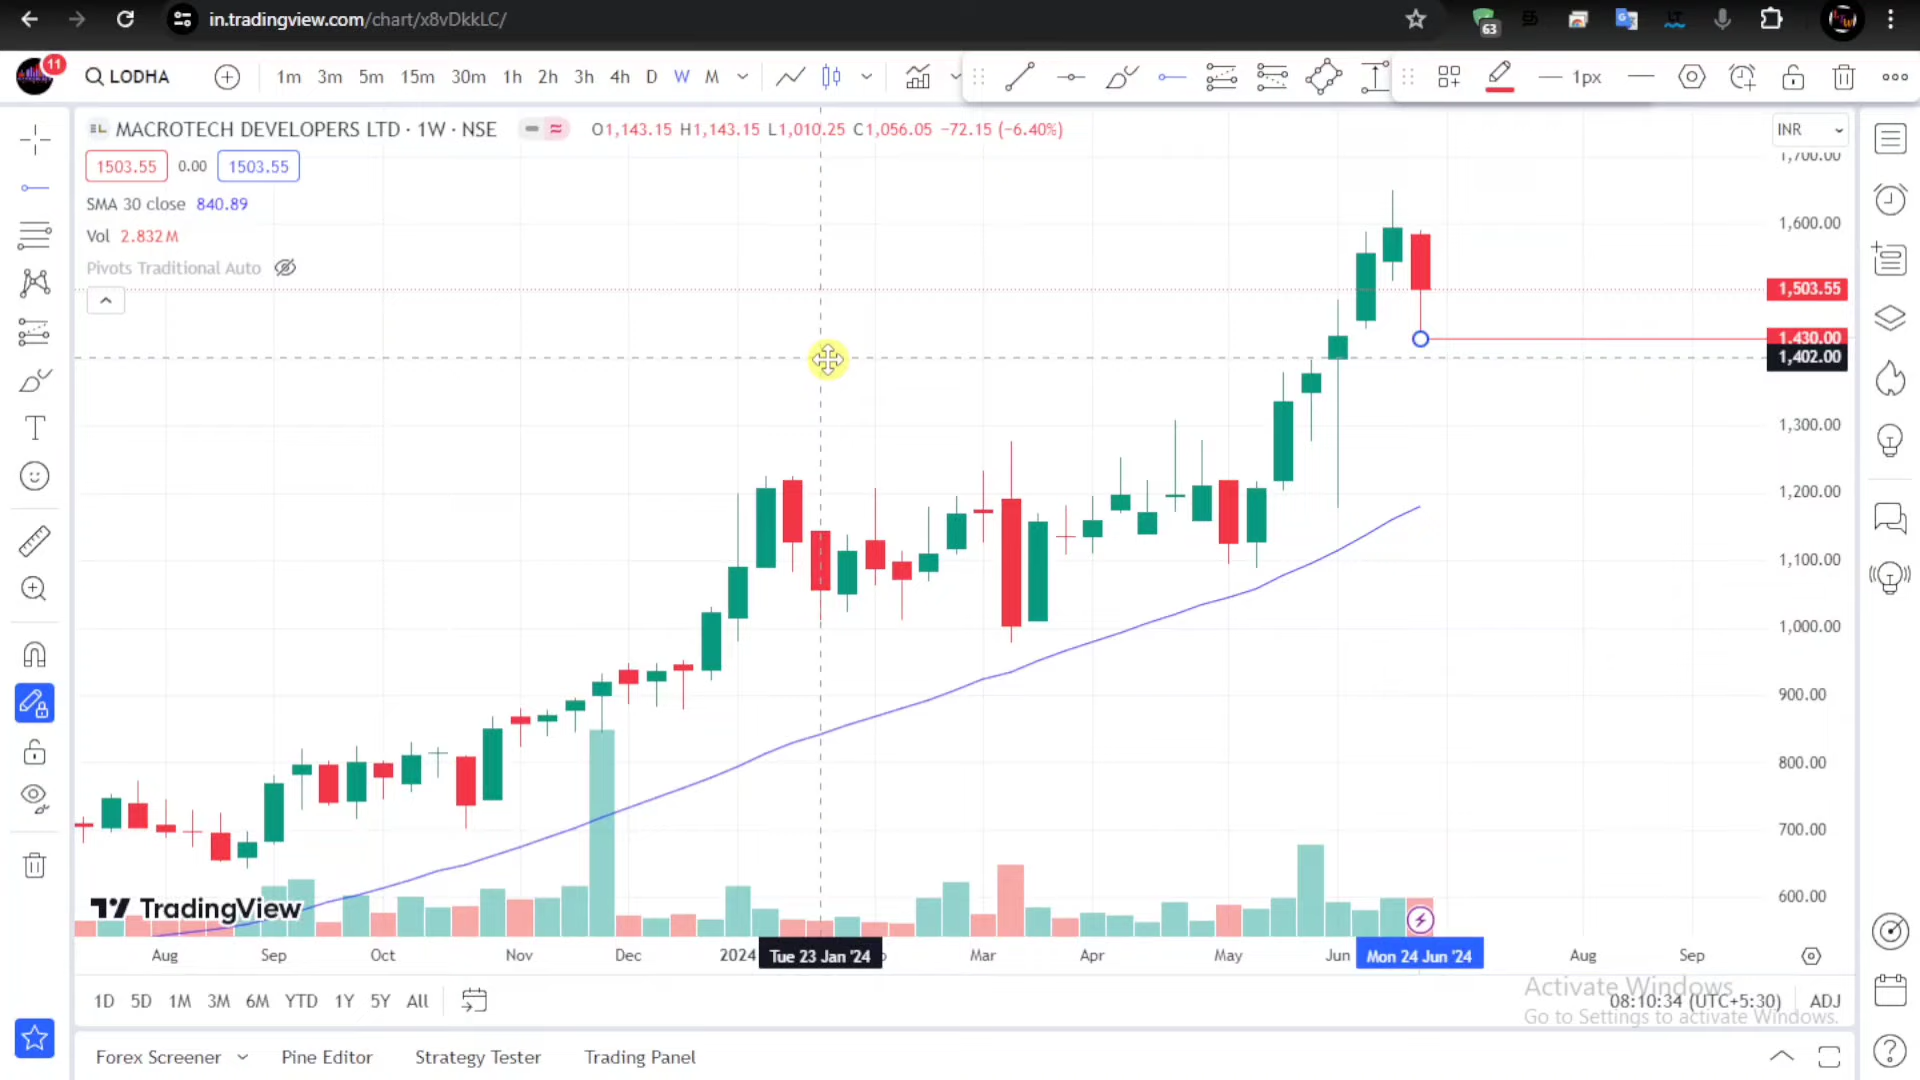 in.tradingview.com/chart/x8vDkkLC/
63
11
LODHA
1m 3m 5m 15m 30m 1h 2h 3h 4h D W M
1px
MACROTECH DEVELOPERS LTD · 1W · NSE
O1,143.15 H1,143.15 L1,010.25 C1,056.05 −72.15 (−6.40%)
INR
1503.55 0.00 1503.55
SMA 30 close 840.89
Vol 2.832M
Pivots Traditional Auto
1,700.00
1,600.00
1,503.55
1,430.00
1,402.00
1,300.00
1,200.00
1,100.00
1,000.00
900.00
800.00
700.00
600.00
TradingView
Aug Sep Oct Nov Dec 2024 Tue 23 Jan '24 Mar Apr May Jun Mon 24 Jun '24 Aug Sep
1D 5D 1M 3M 6M YTD 1Y 5Y All
08:10:34 (UTC+5:30) ADJ
Activate Windows
Go to Settings to activate Windows.
Forex Screener Pine Editor Strategy Tester Trading Panel